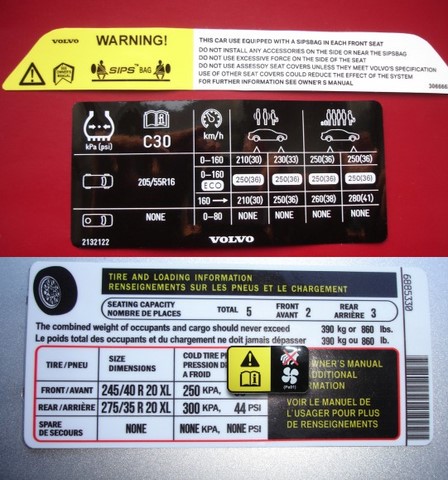 VOLVO WARNING!
SIPS™BAG
THIS CAR USE EQUIPPED WITH A SIPSBAG IN EACH FRONT SEAT
DO NOT INSTALL ANY ACCESSORIES ON THE SIDE OR NEAR THE SIPSBAG
DO NOT USE EXCESSIVE FORCE ON THE SIDE OF THE SEAT
DO NOT USE ASSESSOY SEAT COVERS UNLESS THEY MEET VOLVO'S SPECIFICATION
USE OF OTHER SEAT COVERS COULD REDUCE THE EFFECT OF THE SYSTEM
FOR FURTHER INFORMATION SEE OWNER'S MANUAL
kPa (psi) C30 km/h
0–160 210(30) 230(33) 250(36) 250(36)
205/55R16 0–160 ECO 250(36) 250(36) 250(36) 250(36)
160 → 210(30) 250(36) 260(38) 280(41)
NONE 0–80 NONE NONE NONE NONE
2132122 VOLVO
TIRE AND LOADING INFORMATION
RENSEIGNEMENTS SUR LES PNEUS ET LE CHARGEMENT
SEATING CAPACITY
NOMBRE DE PLACES TOTAL 5 FRONT AVANT 2 REAR ARRIÈRE 3
The combined weight of occupants and cargo should never exceed 390 kg or 860 lbs.
Le poids total des occupants et du chargement ne doit jamais dépasser 390 kg ou 860 lb.
TIRE/PNEU SIZE DIMENSIONS COLD TIRE PRESSION A FROID
FRONT/AVANT 245/40 R 20 XL 250 KPA,
REAR/ARRIÈRE 275/35 R 20 XL 300 KPA, 44 PSI
SPARE
DE SECOURS NONE NONE KPA, NONE
OWNER'S MANUAL
VOIR LE MANUEL DE
L'USAGER POUR PLUS
DE RENSEIGNEMENTS
6885330